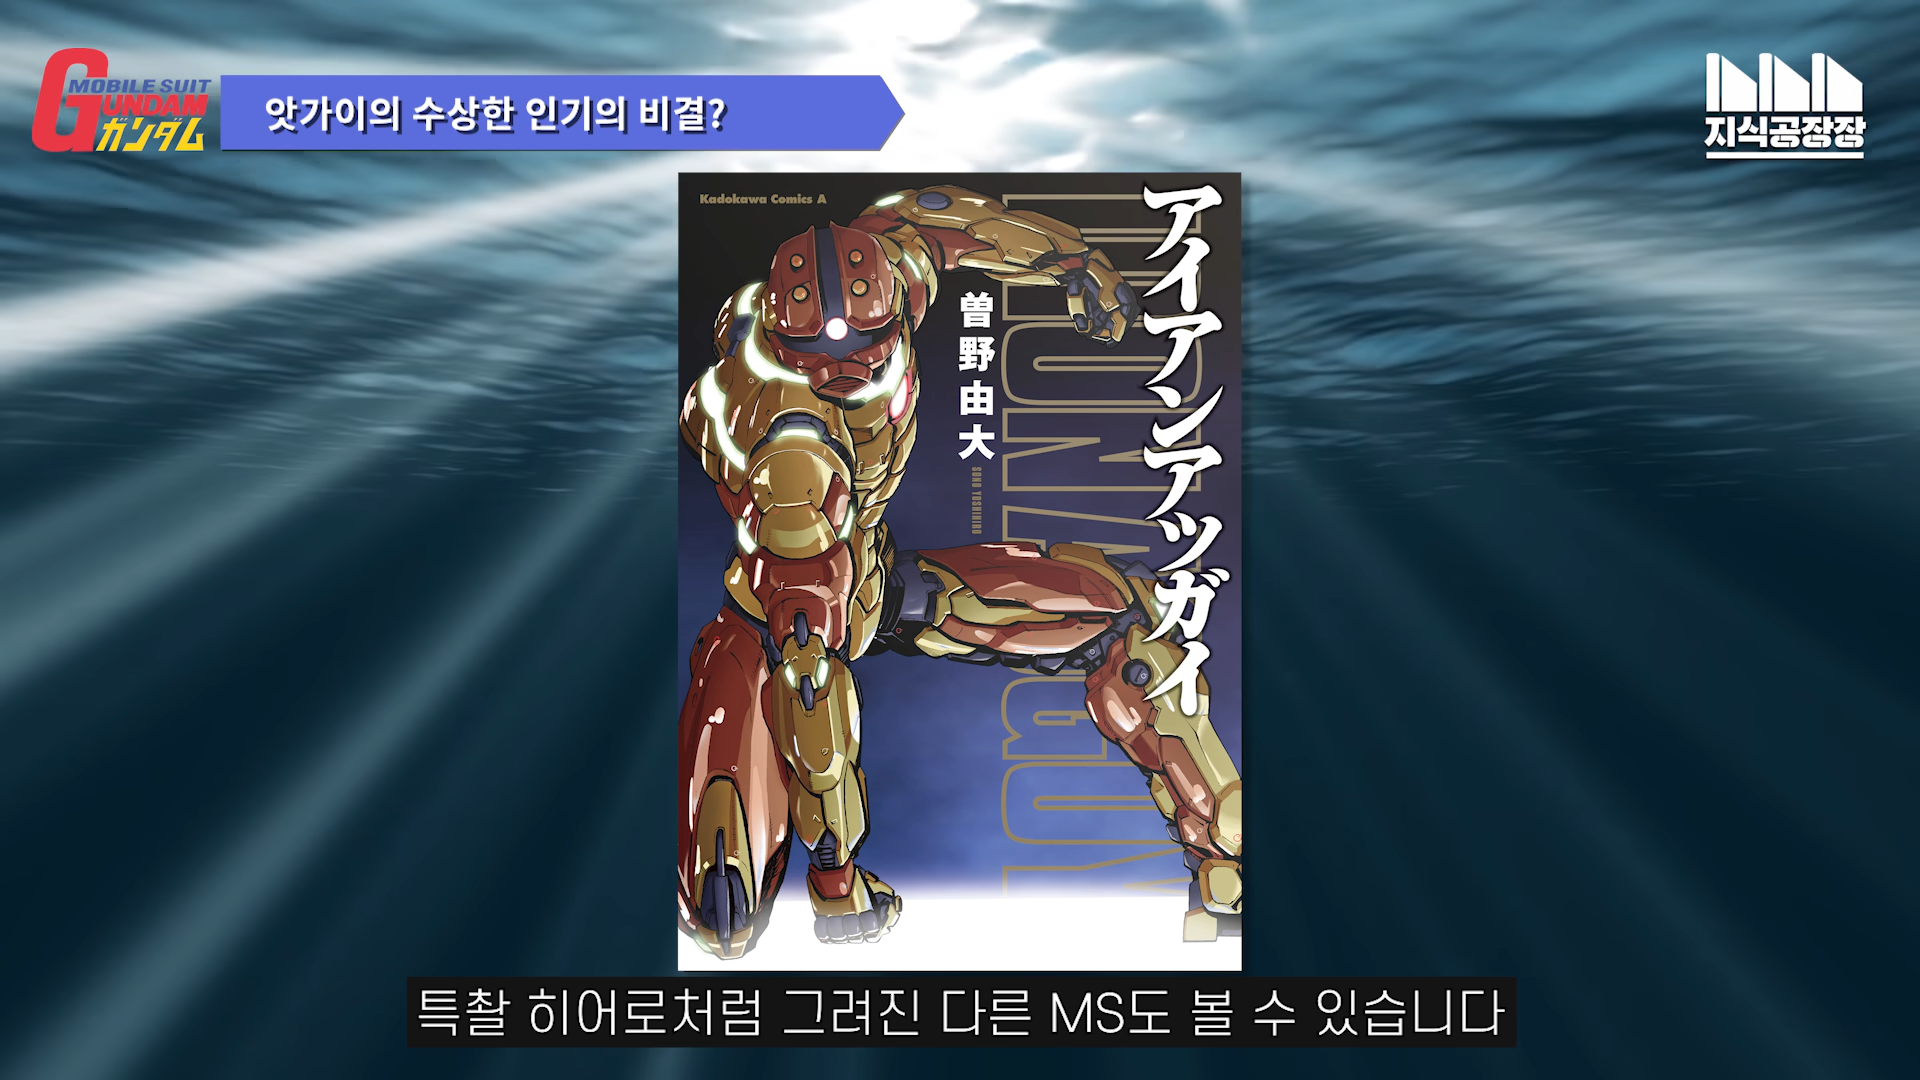 MOBILE SUIT
GUNDAM
ガンダム
앗가이의 수상한 인기의 비결?
지식공장장
Kadokawa Comics A
アイアンアッガイ
曽野由大
SONO YOSHIHIRO
특촬 히어로처럼 그려진 다른 MS도 볼 수 있습니다